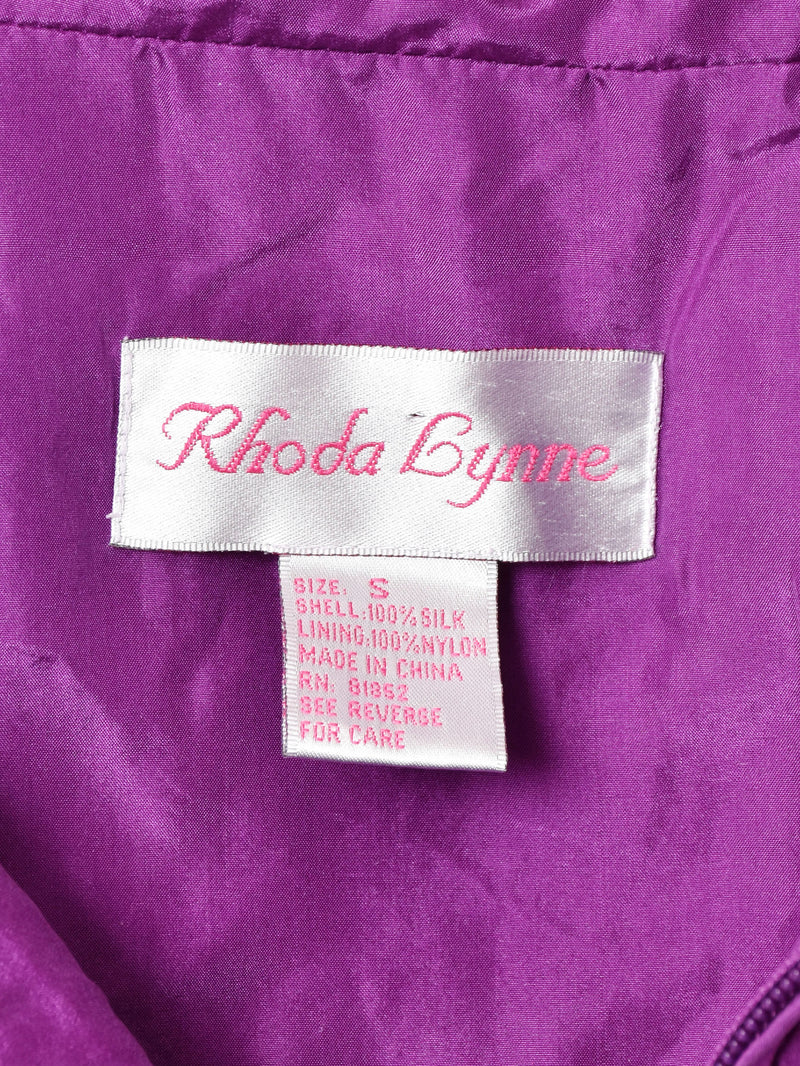 Rhoda Lynne
SIZE: S
SHELL:100% SILK
LINING:100%NYLON
MADE IN CHINA
RN: 81852
SEE REVERSE
FOR CARE